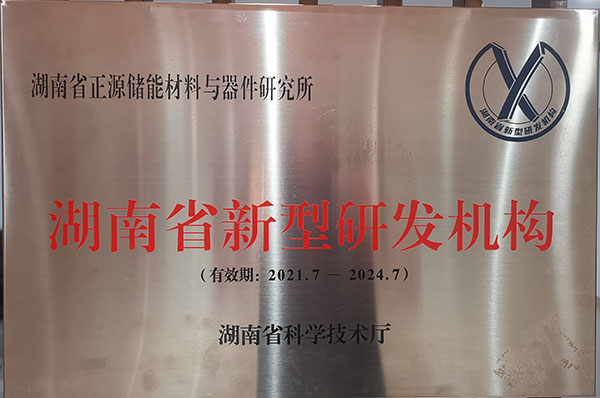 湖南省正源储能材料与器件研究所
湖南省新型研发机构
湖南省新型研发机构
(有效期: 2021.7 — 2024.7)
湖南省科学技术厅